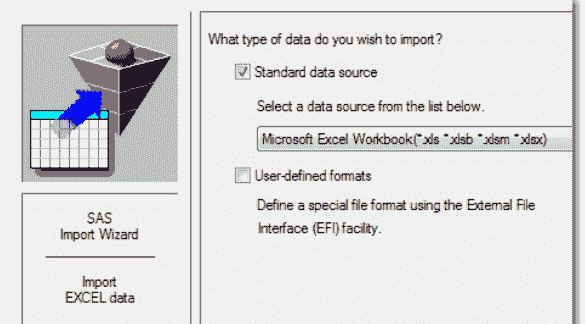 What type of data do you wish to import?
Standard data source
Select a data source from the list below.
Microsoft Excel Workbook(*.xls *.xlsb *.xlsm *.xlsx)
User-defined formats
Define a special file format using the External File
Interface (EFI) facility.
SAS
Import Wizard
Import
EXCEL data